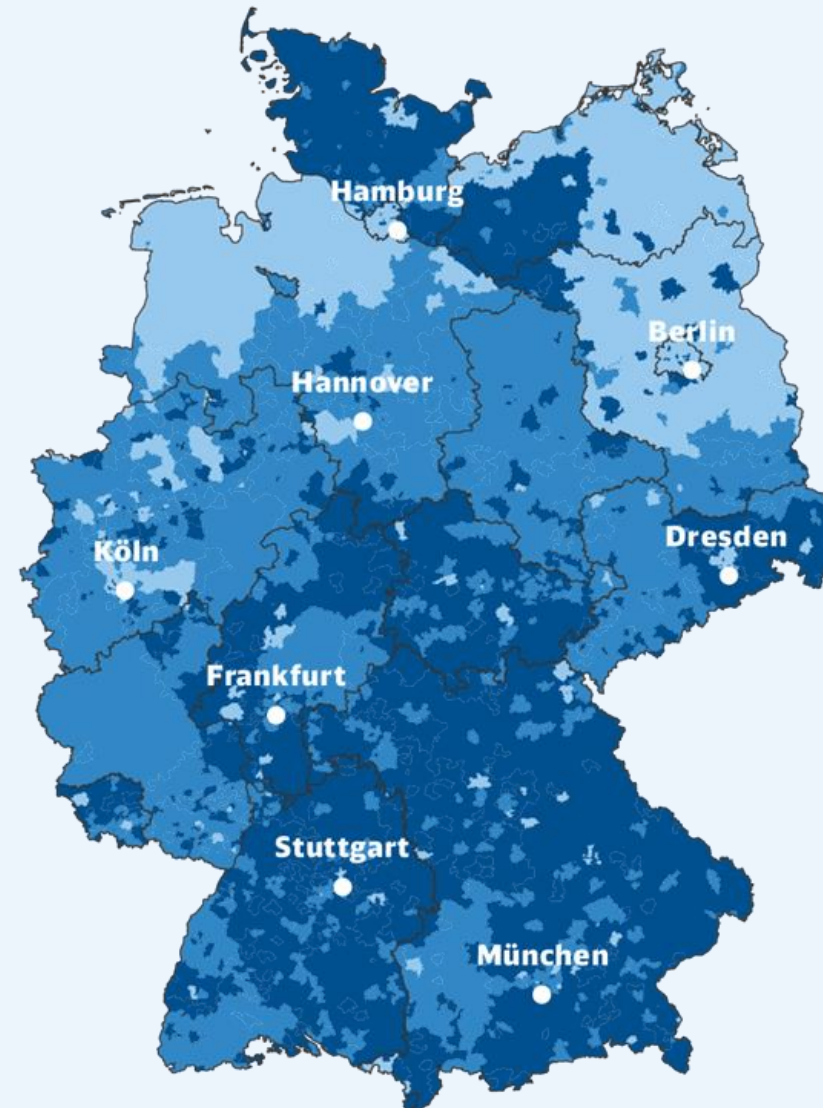 Hamburg
Berlin
Hannover
Köln
Dresden
Frankfurt
Stuttgart
München